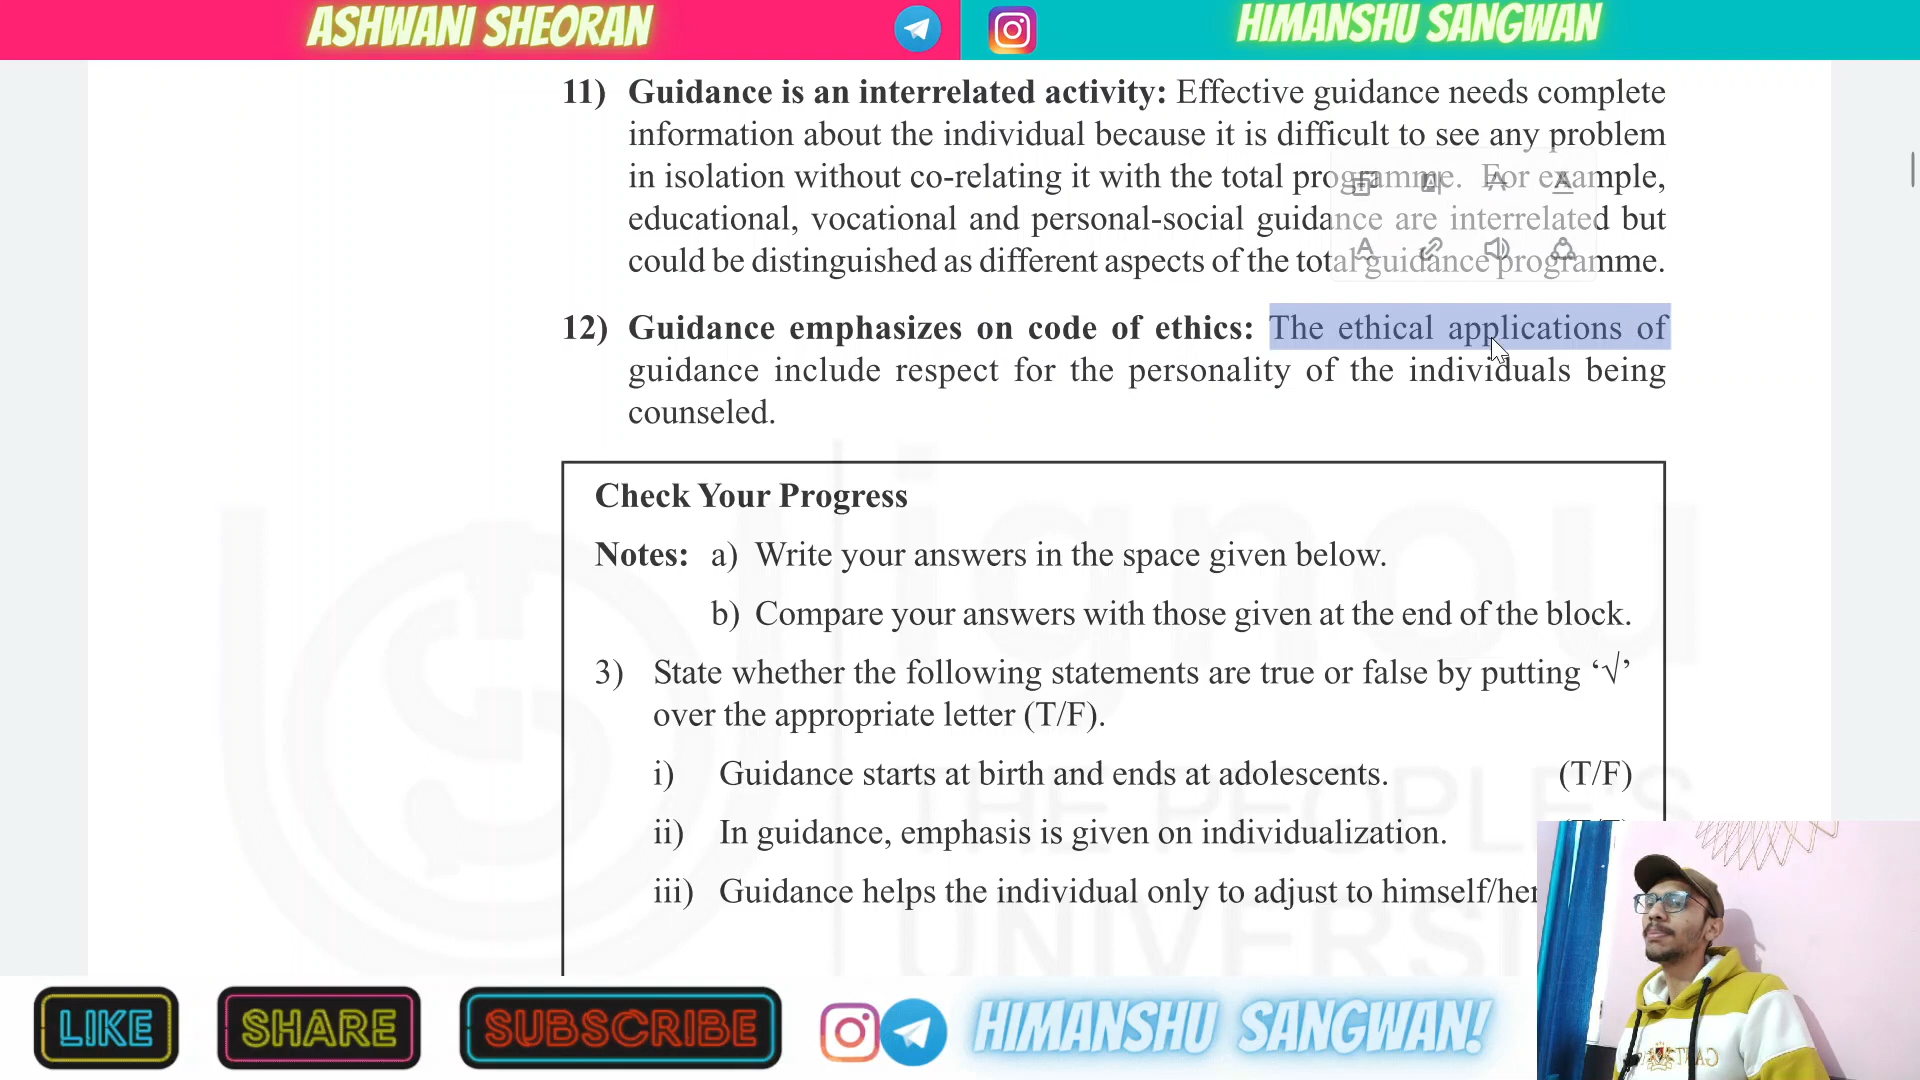 ASHWANI SHEORAN
HIMANSHU SANGWAN
11) Guidance is an interrelated activity: Effective guidance needs complete
information about the individual because it is difficult to see any problem
in isolation without co-relating it with the total programme. For example,
educational, vocational and personal-social guidance are interrelated but
could be distinguished as different aspects of the total guidance programme.
12) Guidance emphasizes on code of ethics: The ethical applications of
guidance include respect for the personality of the individuals being
counseled.
Check Your Progress
Notes: a) Write your answers in the space given below.
b) Compare your answers with those given at the end of the block.
3) State whether the following statements are true or false by putting ‘√’
over the appropriate letter (T/F).
i) Guidance starts at birth and ends at adolescents. (T/F)
ii) In guidance, emphasis is given on individualization.
iii) Guidance helps the individual only to adjust to himself/her
ignou
THE PEOPLE'S
UNIVERSI
LIKE
SHARE
SUBSCRIBE
HIMANSHU SANGWAN!